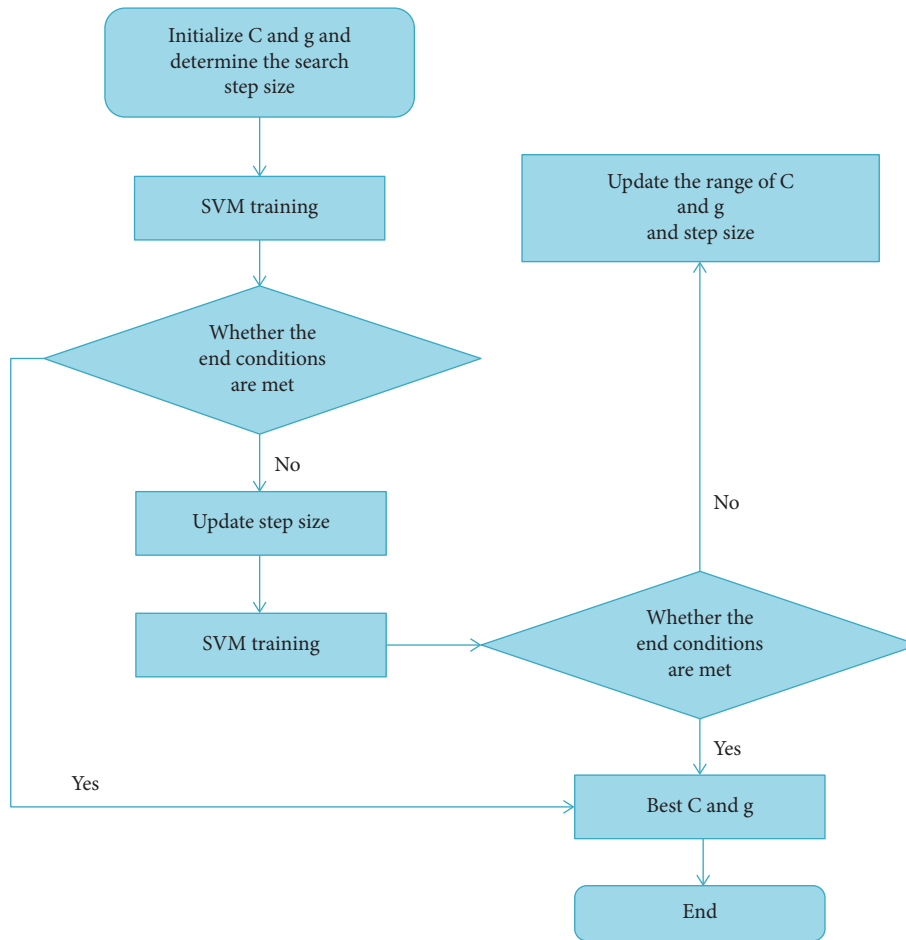 Initialize C and g and
determine the search
step size
SVM training
Whether the
end conditions
are met
No
Update step size
SVM training
Update the range of C
and g
and step size
No
Whether the
end conditions
are met
Yes
Yes
Best C and g
End